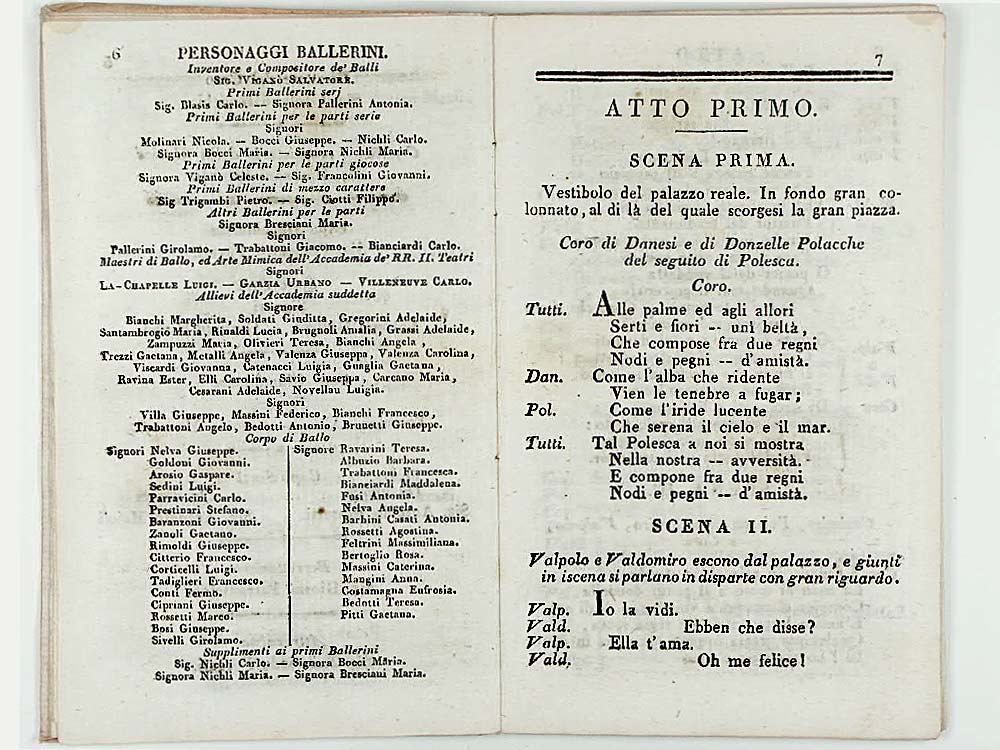 6
PERSONAGGI BALLERINI.
Inventore e Compositore de' Balli
SIG. VIGANÒ SALVATORE.
Primi Ballerini serj
Sig. Blasis Carlo. — Signora Pallerini Antonia.
Primi Ballerini per le parti serie
Signori
Molinari Nicola. — Bocci Giuseppe. — Nichli Carlo.
Signora Bocci Maria. — Signora Nichli Maria.
Primi Ballerini per le parti giocose
Signora Viganò Celeste. — Sig. Francolini Giovanni.
Primi Ballerini di mezzo carattere
Sig Trigambi Pietro. — Sig. Ciotti Filippo.
Altri Ballerini per le parti
Signora Bresciani Maria.
Signori
Pallerini Girolamo. — Trabattoni Giacomo. -- Bianciardi Carlo.
Maestri di Ballo, ed Arte Mimica dell'Accademia de' RR. II. Teatri
Signori
LA-CHAPELLE LUIGI. — GARZIA URBANO — VILLENEUVE CARLO.
Allievi dell'Accademia suddetta
Signore
Bianchi Margherita, Soldati Giuditta, Gregorini Adelaide,
Santambrogio Maria, Rinaldi Lucia, Brugnoli Amalia, Grassi Adelaide,
Zampuzzi Maria, Olivieri Teresa, Bianchi Angela,
Trezzi Gaetana, Metalli Angela, Valenza Giuseppa, Valenza Carolina,
Viscardi Giovanna, Catenacci Luigia, Guaglia Gaetana,
Ravina Ester, Elli Carolina, Savio Giuseppa, Carcano Maria,
Cesarani Adelaide, Novellau Luigia.
Signori
Villa Giuseppe, Massini Federico, Bianchi Francesco,
Trabattoni Angelo, Bedotti Antonio, Brunetti Giuseppe.
Corpo di Ballo
Signori Nelva Giuseppe.
Goldoni Giovanni.
Arosio Gaspare.
Sedini Luigi.
Parravicini Carlo.
Prestinari Stefano.
Baranzoni Giovanni.
Zanoli Gaetano.
Rimoldi Giuseppe.
Citterio Francesco.
Corticelli Luigi.
Tadiglieri Francesco.
Conti Fermo.
Cipriani Giuseppe.
Rossetti Marco.
Bosi Giuseppe.
Sivelli Girolamo.
Signore Ravarini Teresa.
Albuzio Barbara.
Trabattoni Francesca.
Bianciardi Maddalena.
Fusi Antonia.
Nelva Angela.
Barbini Casati Antonia.
Rossetti Agostina.
Feltrini Massimiliana.
Bertoglio Rosa.
Massini Caterina.
Mangini Anna.
Costamagna Eufrosia.
Bedotti Teresa.
Pitti Gaetana.
Supplimenti ai primi Ballerini
Sig. Nichli Carlo. — Signora Bocci Maria.
Signora Nichli Maria. — Signora Bresciani Maria.
7
ATTO PRIMO.
SCENA PRIMA.
Vestibolo del palazzo reale. In fondo gran co-
lonnato, al di là del quale scorgesi la gran piazza.
Coro di Danesi e di Donzelle Polacche
del seguito di Polesca.
Coro.
Tutti. Alle palme ed agli allori
Serti e fiori -- uni beltà,
Che compose fra due regni
Nodi e pegni -- d'amistà.
Dan. Come l'alba che ridente
Vien le tenebre a fugar;
Pol. Come l'iride lucente
Che serena il cielo e il mar.
Tutti. Tal Polesca a noi si mostra
Nella nostra -- avversità.
E compone fra due regni
Nodi e pegni -- d'amistà.
SCENA II.
Valpolo e Valdomiro escono dal palazzo, e giunti
in iscena si parlano in disparte con gran riguardo.
Valp. Io la vidi.
Vald. Ebben che disse?
Valp. Ella t'ama.
Vald. Oh me felice!